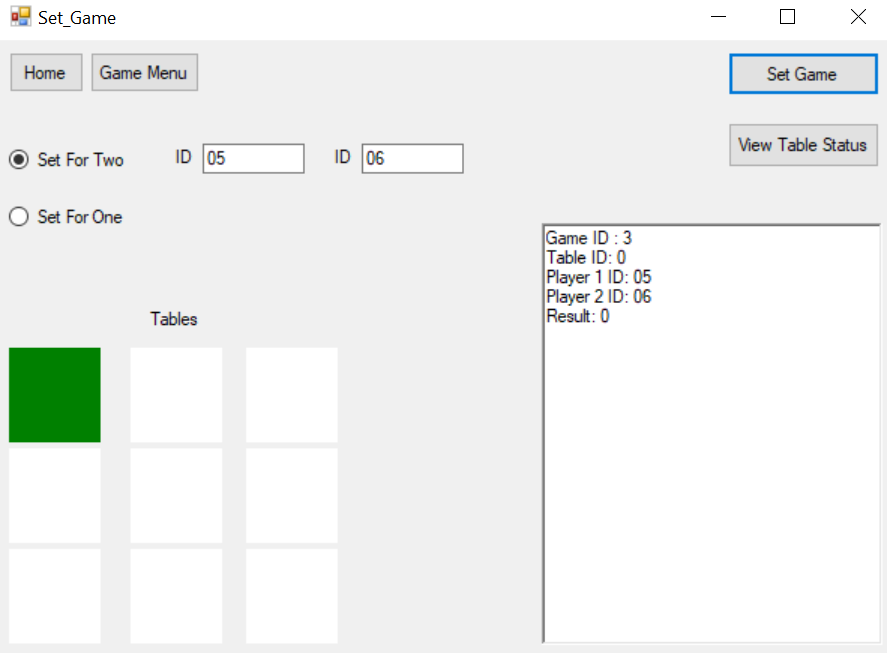 Set_Game
Home
Game Menu
Set Game
View Table Status
Set For Two
ID
05
ID
06
Set For One
Game ID : 3
Table ID: 0
Player 1 ID: 05
Player 2 ID: 06
Result: 0
Tables